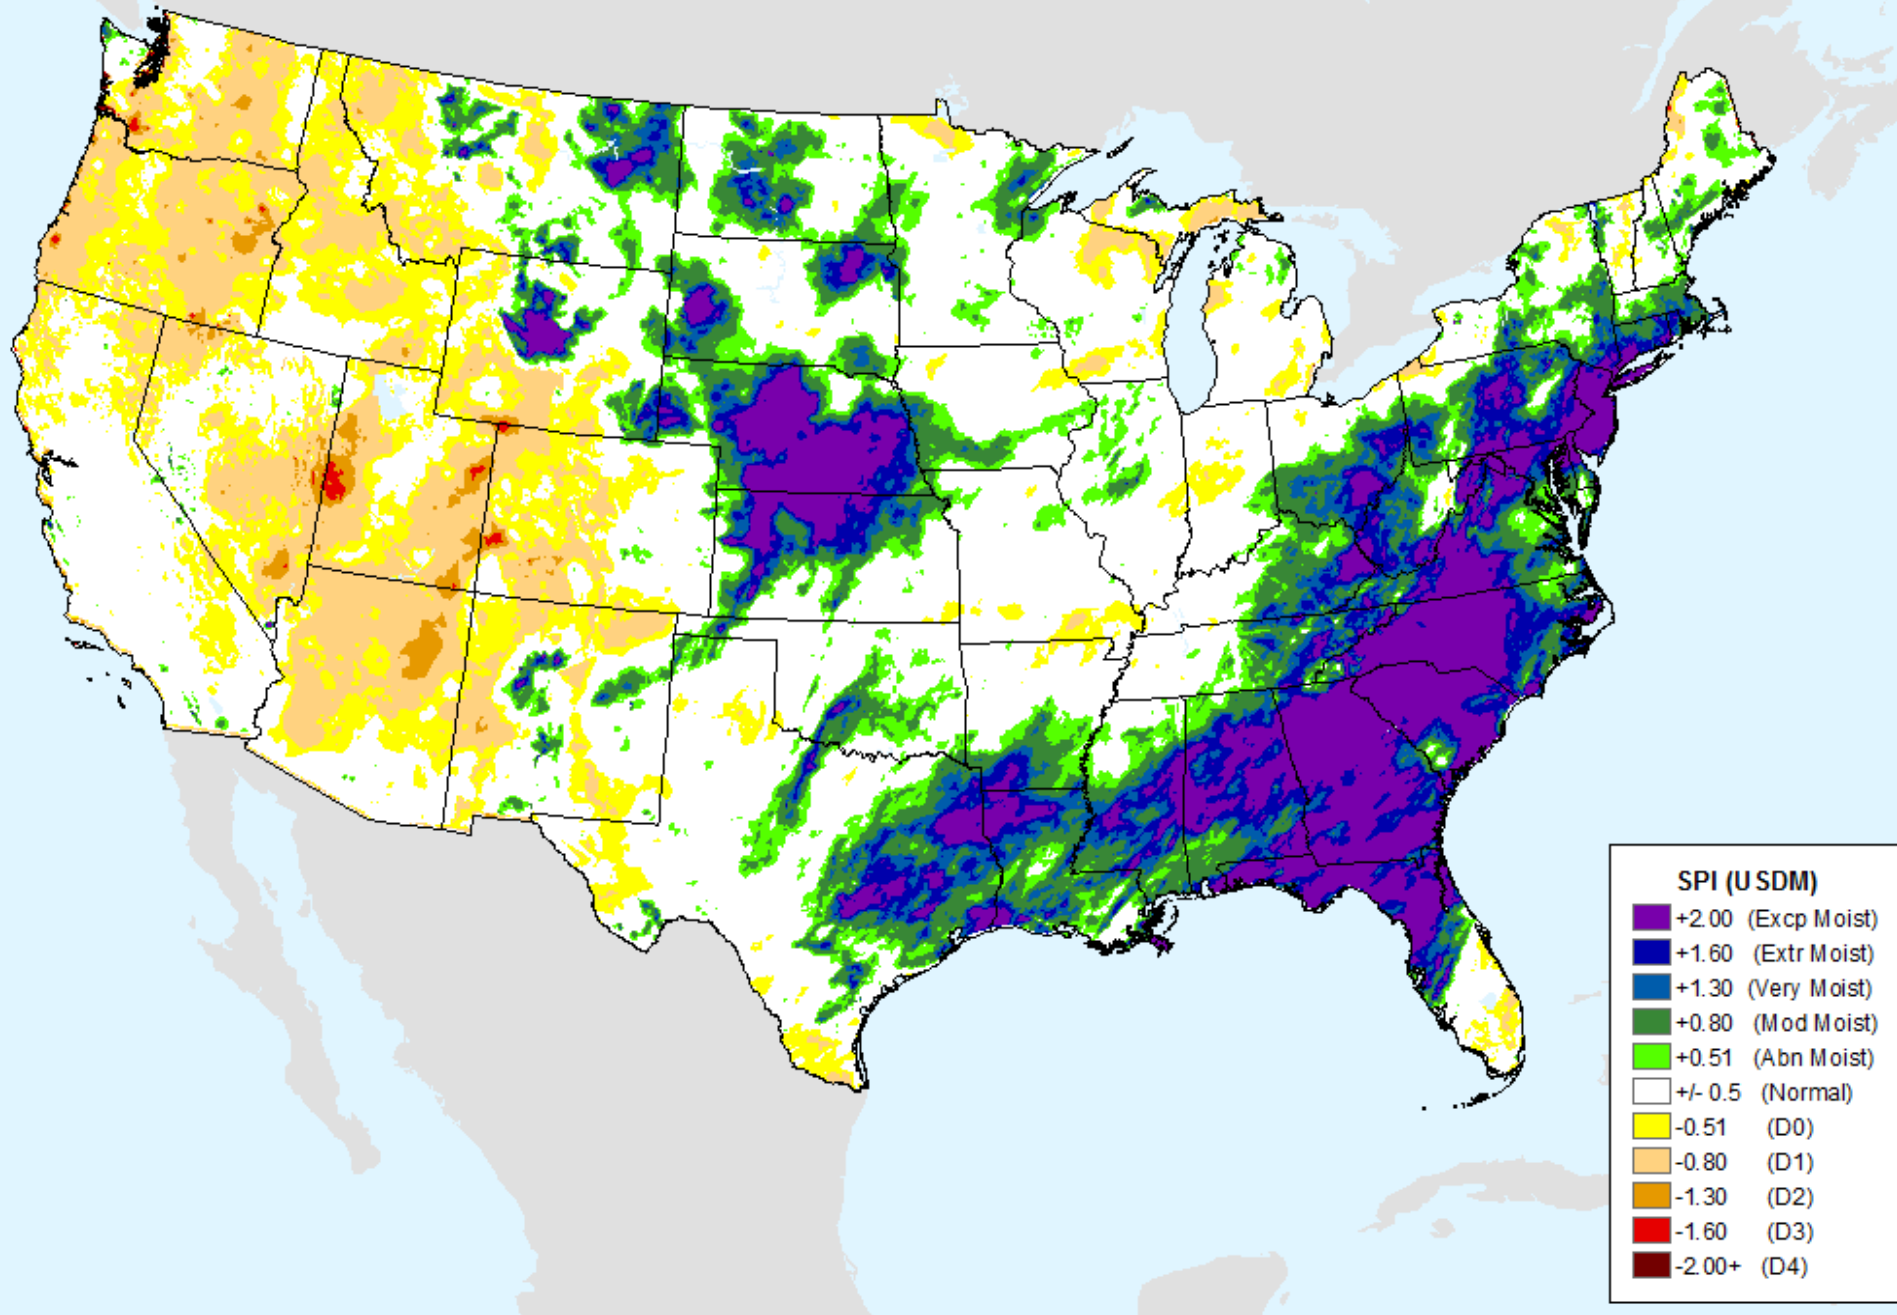 SPI (USDM)
+2.00 (Excp Moist)
+1.60 (Extr Moist)
+1.30 (Very Moist)
+0.80 (Mod Moist)
+0.51 (Abn Moist)
+/- 0.5 (Normal)
-0.51 (D0)
-0.80 (D1)
-1.30 (D2)
-1.60 (D3)
-2.00+ (D4)